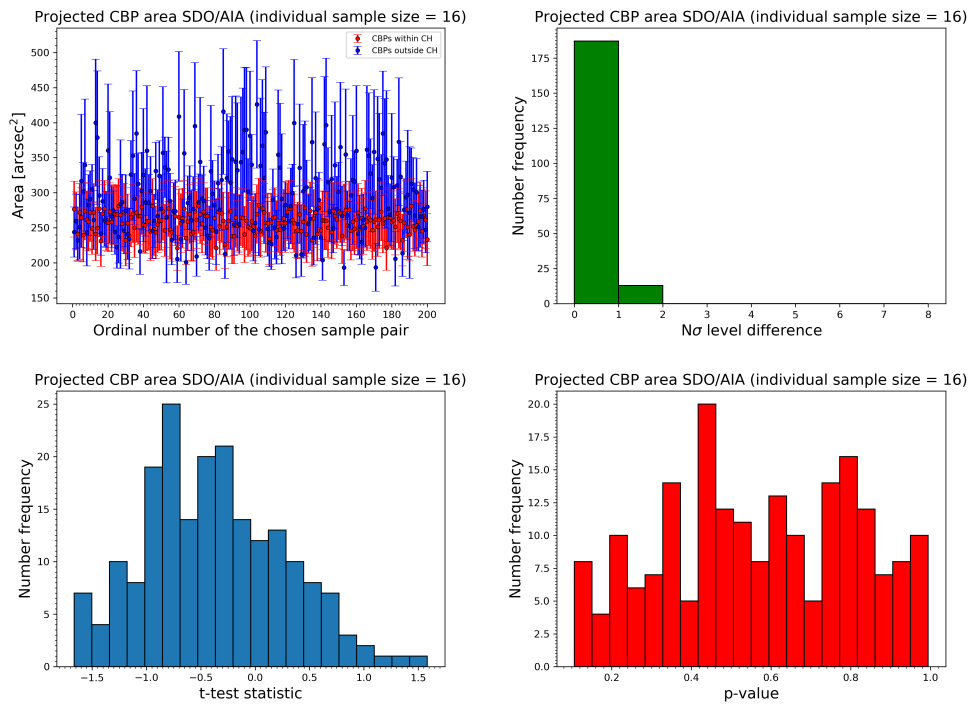 Projected CBP area SDO/AIA (individual sample size = 16)
CBPs within CH
CBPs outside CH
Area [arcsec²]
500
450
400
350
300
250
200
150
0 20 40 60 80 100 120 140 160 180 200
Ordinal number of the chosen sample pair
Projected CBP area SDO/AIA (individual sample size = 16)
Number frequency
175
150
125
100
75
50
25
0
0 1 2 3 4 5 6 7 8
Nσ level difference
Projected CBP area SDO/AIA (individual sample size = 16)
Number frequency
25
20
15
10
5
0
−1.5 −1.0 −0.5 0.0 0.5 1.0 1.5
t-test statistic
Projected CBP area SDO/AIA (individual sample size = 16)
Number frequency
20.0
17.5
15.0
12.5
10.0
7.5
5.0
2.5
0.0
0.2 0.4 0.6 0.8 1.0
p-value